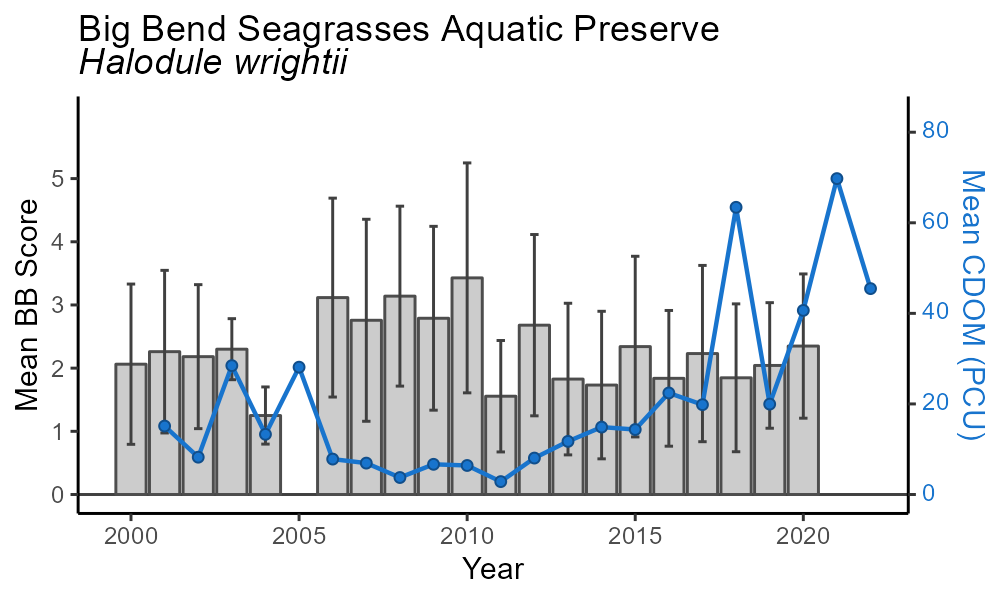 Big Bend Seagrasses Aquatic Preserve
Halodule wrightii
Mean BB Score
5
4
3
2
1
0
80
60
40
20
0
Mean CDOM (PCU)
2000 2005 2010 2015 2020
Year